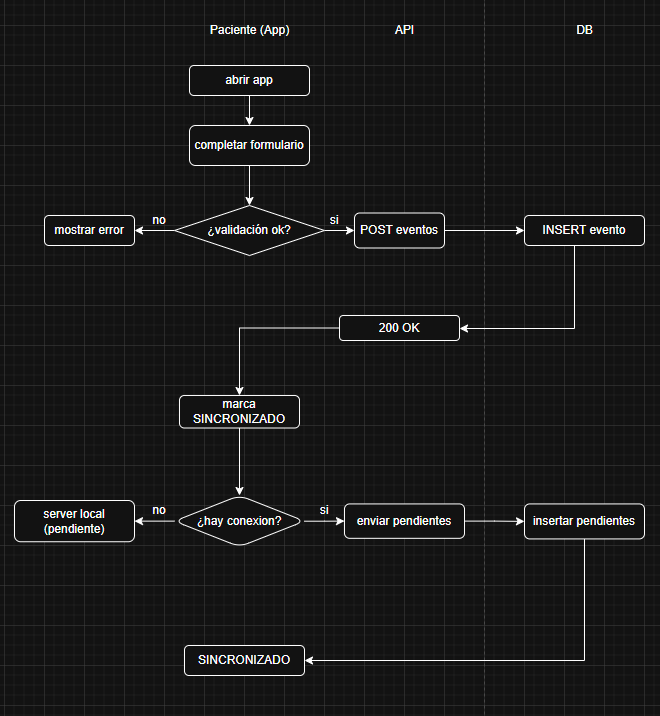 Paciente (App)
API
DB
abrir app
completar formulario
no
¿validación ok?
si
mostrar error
POST eventos
INSERT evento
200 OK
marca
SINCRONIZADO
no
¿hay conexion?
si
server local
(pendiente)
enviar pendientes
insertar pendientes
SINCRONIZADO